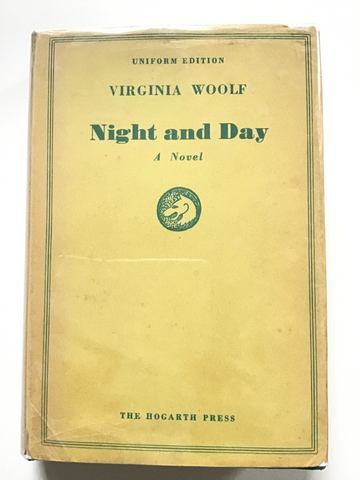 UNIFORM EDITION
VIRGINIA WOOLF
Night and Day
A Novel
THE HOGARTH PRESS